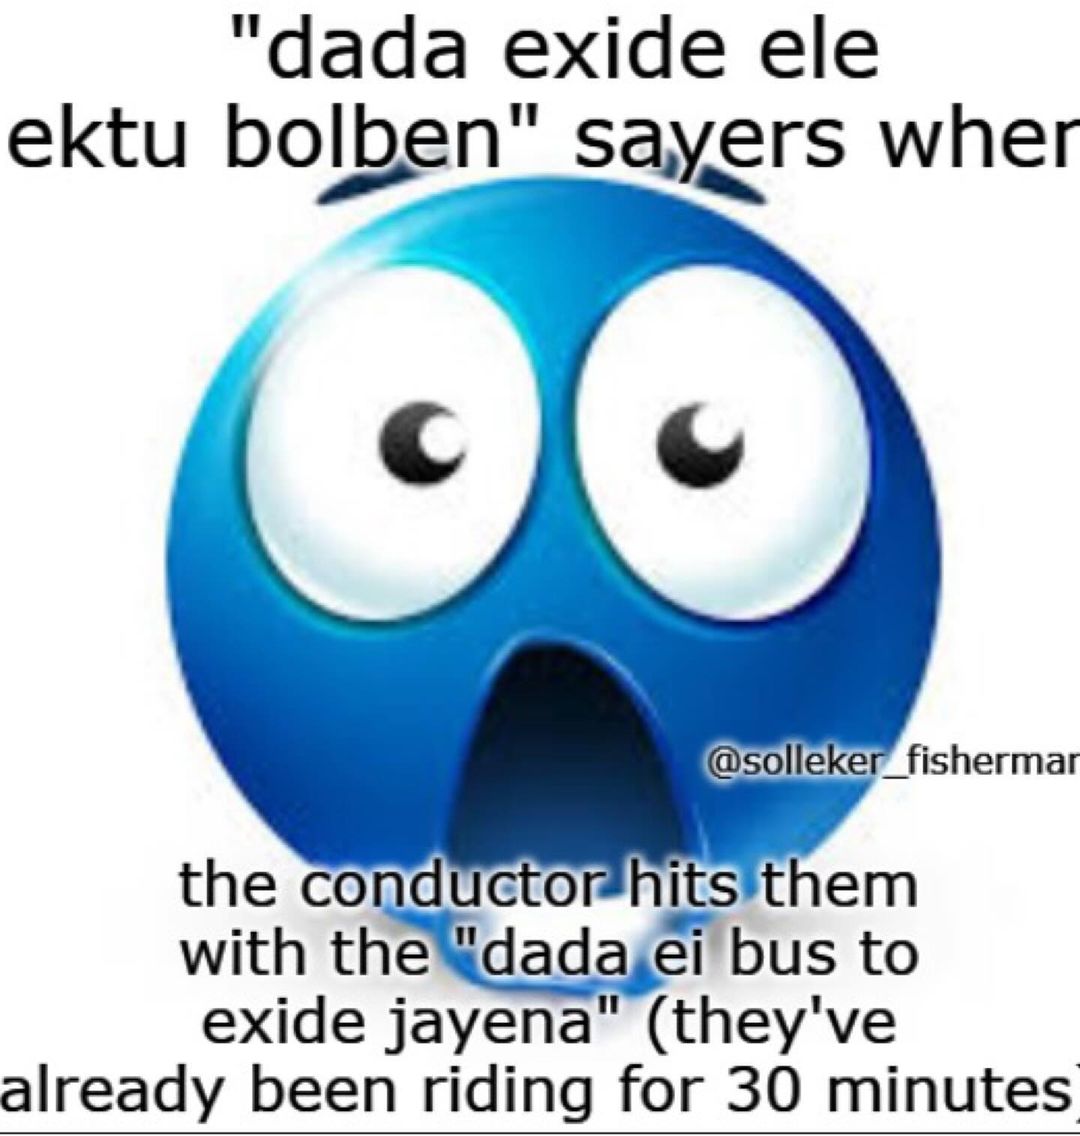 "dada exide ele
ektu bolben" sayers when
@solleker_fisherman
the conductor hits them
with the "dada ei bus to
exide jayena" (they've
already been riding for 30 minutes)